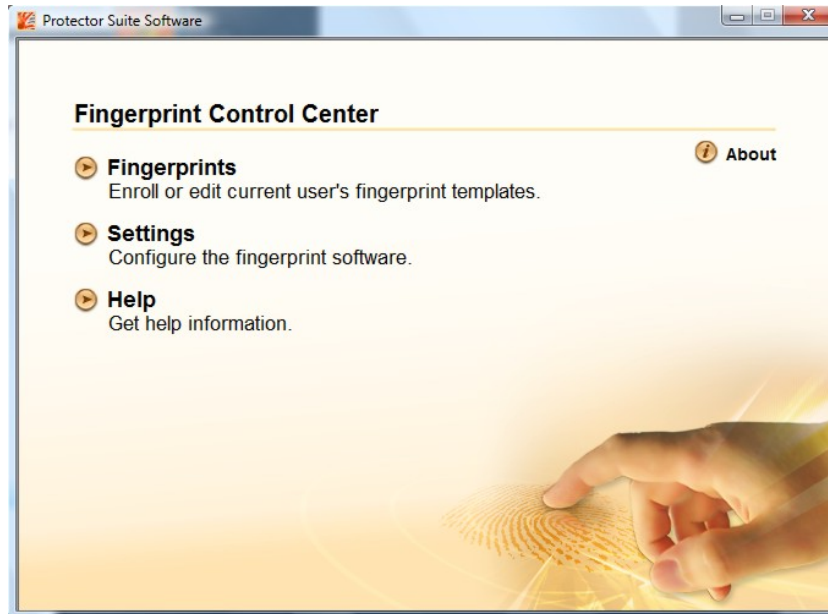 Protector Suite Software
Fingerprint Control Center
About
Fingerprints
Enroll or edit current user's fingerprint templates.
Settings
Configure the fingerprint software.
Help
Get help information.